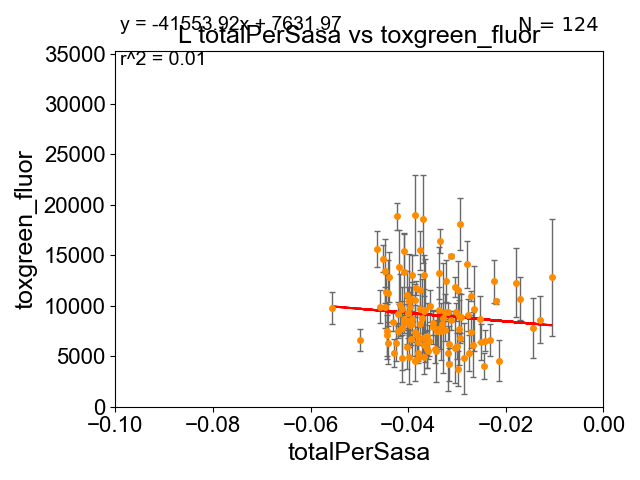 y = -41553.92x + 7631.97
N = 124
L totalPerSasa vs toxgreen_fluor
r^2 = 0.01
35000
30000
25000
20000
15000
10000
5000
0
toxgreen_fluor
−0.10 −0.08 −0.06 −0.04 −0.02 0.00
totalPerSasa